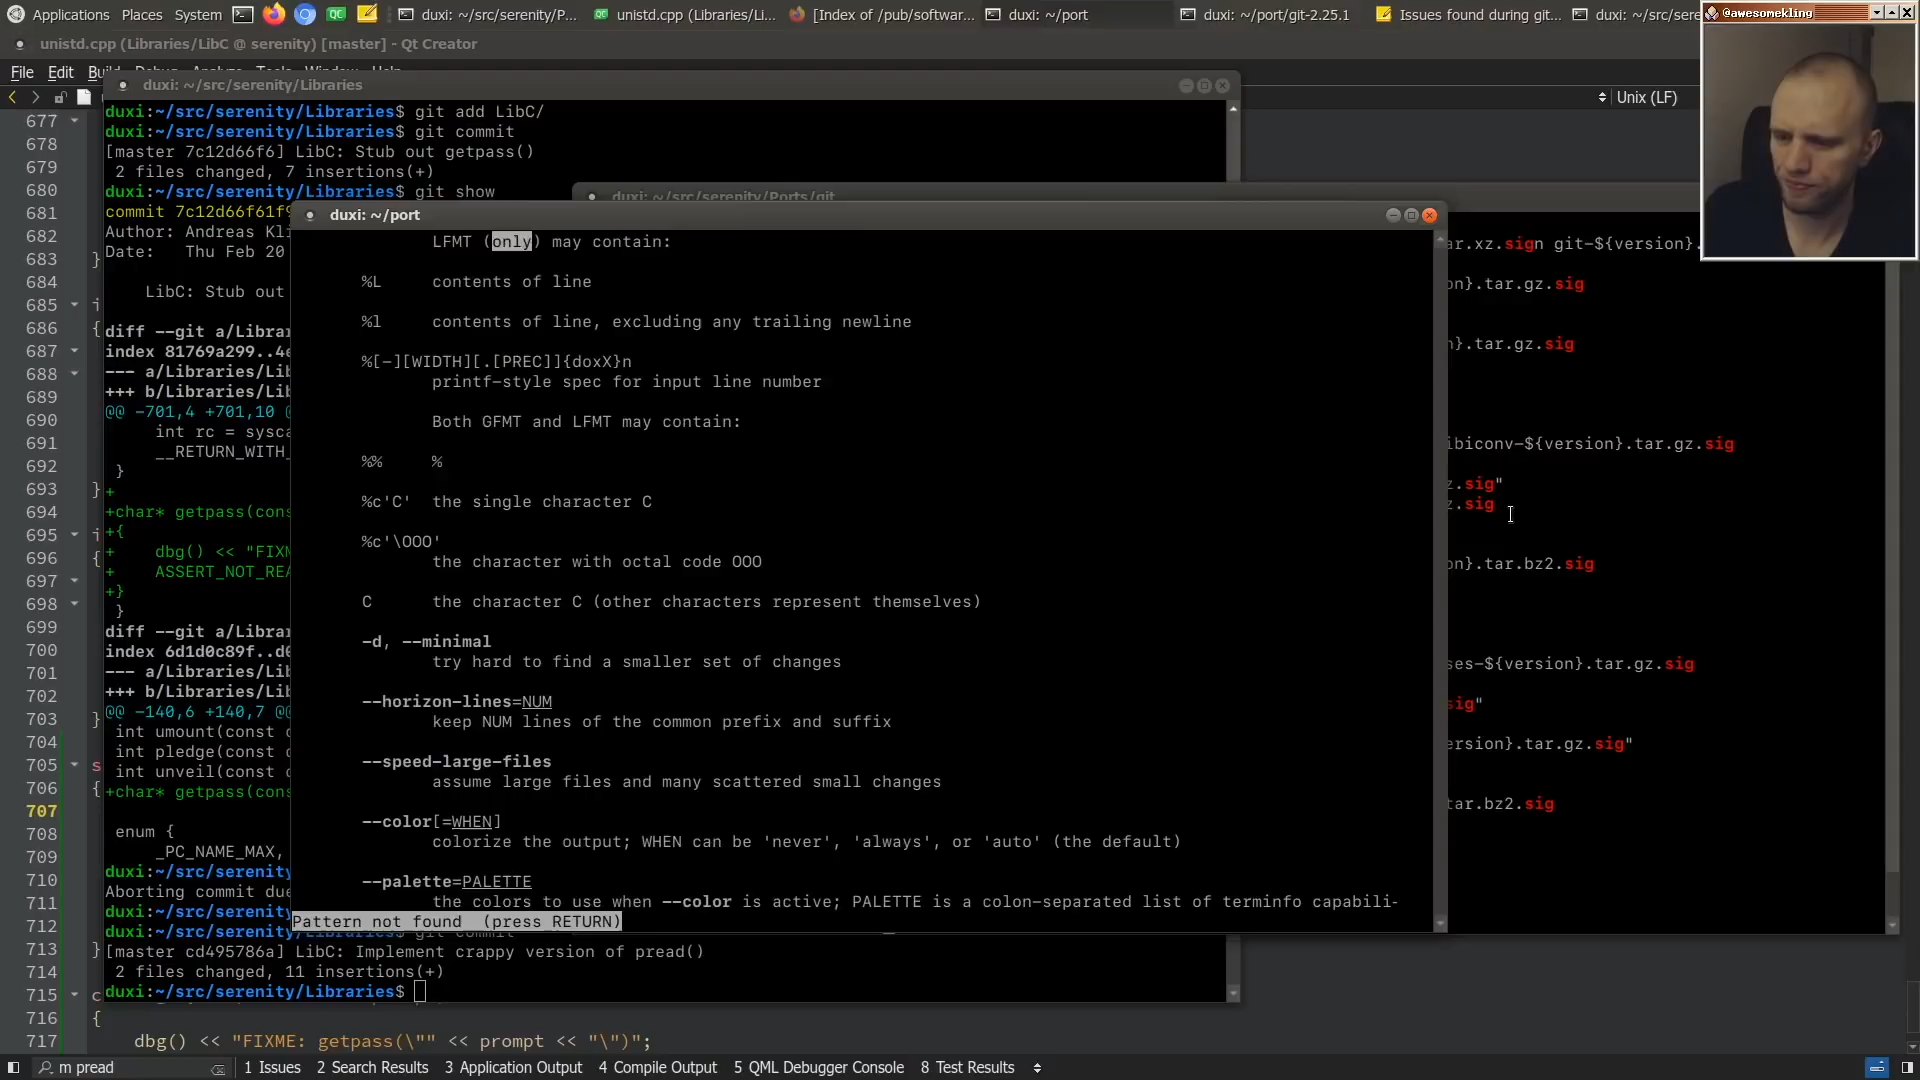 Applications Places System
duxi: ~/src/serenity/P...
unistd.cpp (Libraries/Li...
[Index of /pub/softwar...
duxi: ~/port
duxi: ~/port/git-2.25.1
Issues found during git...
duxi: ~/src/sere
@awesomekling
unistd.cpp (Libraries/LibC @ serenity) [master] - Qt Creator
File Edit
duxi: ~/src/serenity/Libraries
Unix (LF)
duxi:~/src/serenity/Libraries$ git add LibC/
duxi:~/src/serenity/Libraries$ git commit
[master 7c12d66f6] LibC: Stub out getpass()
2 files changed, 7 insertions(+)
duxi:~/src/serenity/Libraries$ git show
commit 7c12d66f61f9
Author: Andreas Kli
Date: Thu Feb 20
LibC: Stub out
diff --git a/Librar
index 81769a299..4e
--- a/Libraries/Lib
+++ b/Libraries/Lib
@@ -701,4 +701,10 @
int rc = sysca
__RETURN_WITH_
}
+
+char* getpass(cons
+{
+ dbg() << "FIXM
+ ASSERT_NOT_REA
+}
}
diff --git a/Librar
index 6d1d0c89f..d0
--- a/Libraries/Lib
+++ b/Libraries/Lib
@@ -140,6 +140,7 @@
int umount(const c
int pledge(const c
int unveil(const c
+char* getpass(cons
enum {
_PC_NAME_MAX,
duxi:~/src/serenity
Aborting commit due
duxi:~/src/serenity
duxi:~/src/serenity
[master cd495786a] LibC: Implement crappy version of pread()
2 files changed, 11 insertions(+)
duxi:~/src/serenity/Libraries$
duxi: ~/src/serenity/Ports/git
duxi: ~/port
LFMT (only) may contain:
%L contents of line
%l contents of line, excluding any trailing newline
%[-][WIDTH][.[PREC]]{doxX}n
printf-style spec for input line number
Both GFMT and LFMT may contain:
%% %
%c'C' the single character C
%c'\OOO'
the character with octal code OOO
C the character C (other characters represent themselves)
-d, --minimal
try hard to find a smaller set of changes
--horizon-lines=NUM
keep NUM lines of the common prefix and suffix
--speed-large-files
assume large files and many scattered small changes
--color[=WHEN]
colorize the output; WHEN can be 'never', 'always', or 'auto' (the default)
--palette=PALETTE
the colors to use when --color is active; PALETTE is a colon-separated list of terminfo capabili-
Pattern not found (press RETURN)
ar.xz.sign git-${version}.
on}.tar.gz.sig
n}.tar.gz.sig
ibiconv-${version}.tar.gz.sig
z.sig"
z.sig
on}.tar.bz2.sig
ses-${version}.tar.gz.sig
sig"
ersion}.tar.gz.sig"
tar.bz2.sig
677
678
679
680
681
682
683 }
684
685 i
686 {
687
688
689
690
691
692
693 }
694
695 i
696 {
697
698
699
700
701
702
703 }
704
705 s
706 {
707
708
709
710
711
712
713 }
714
715 c
716 {
717 dbg() << "FIXME: getpass(\"" << prompt << "\")";
m pread
1 Issues 2 Search Results 3 Application Output 4 Compile Output 5 QML Debugger Console 8 Test Results